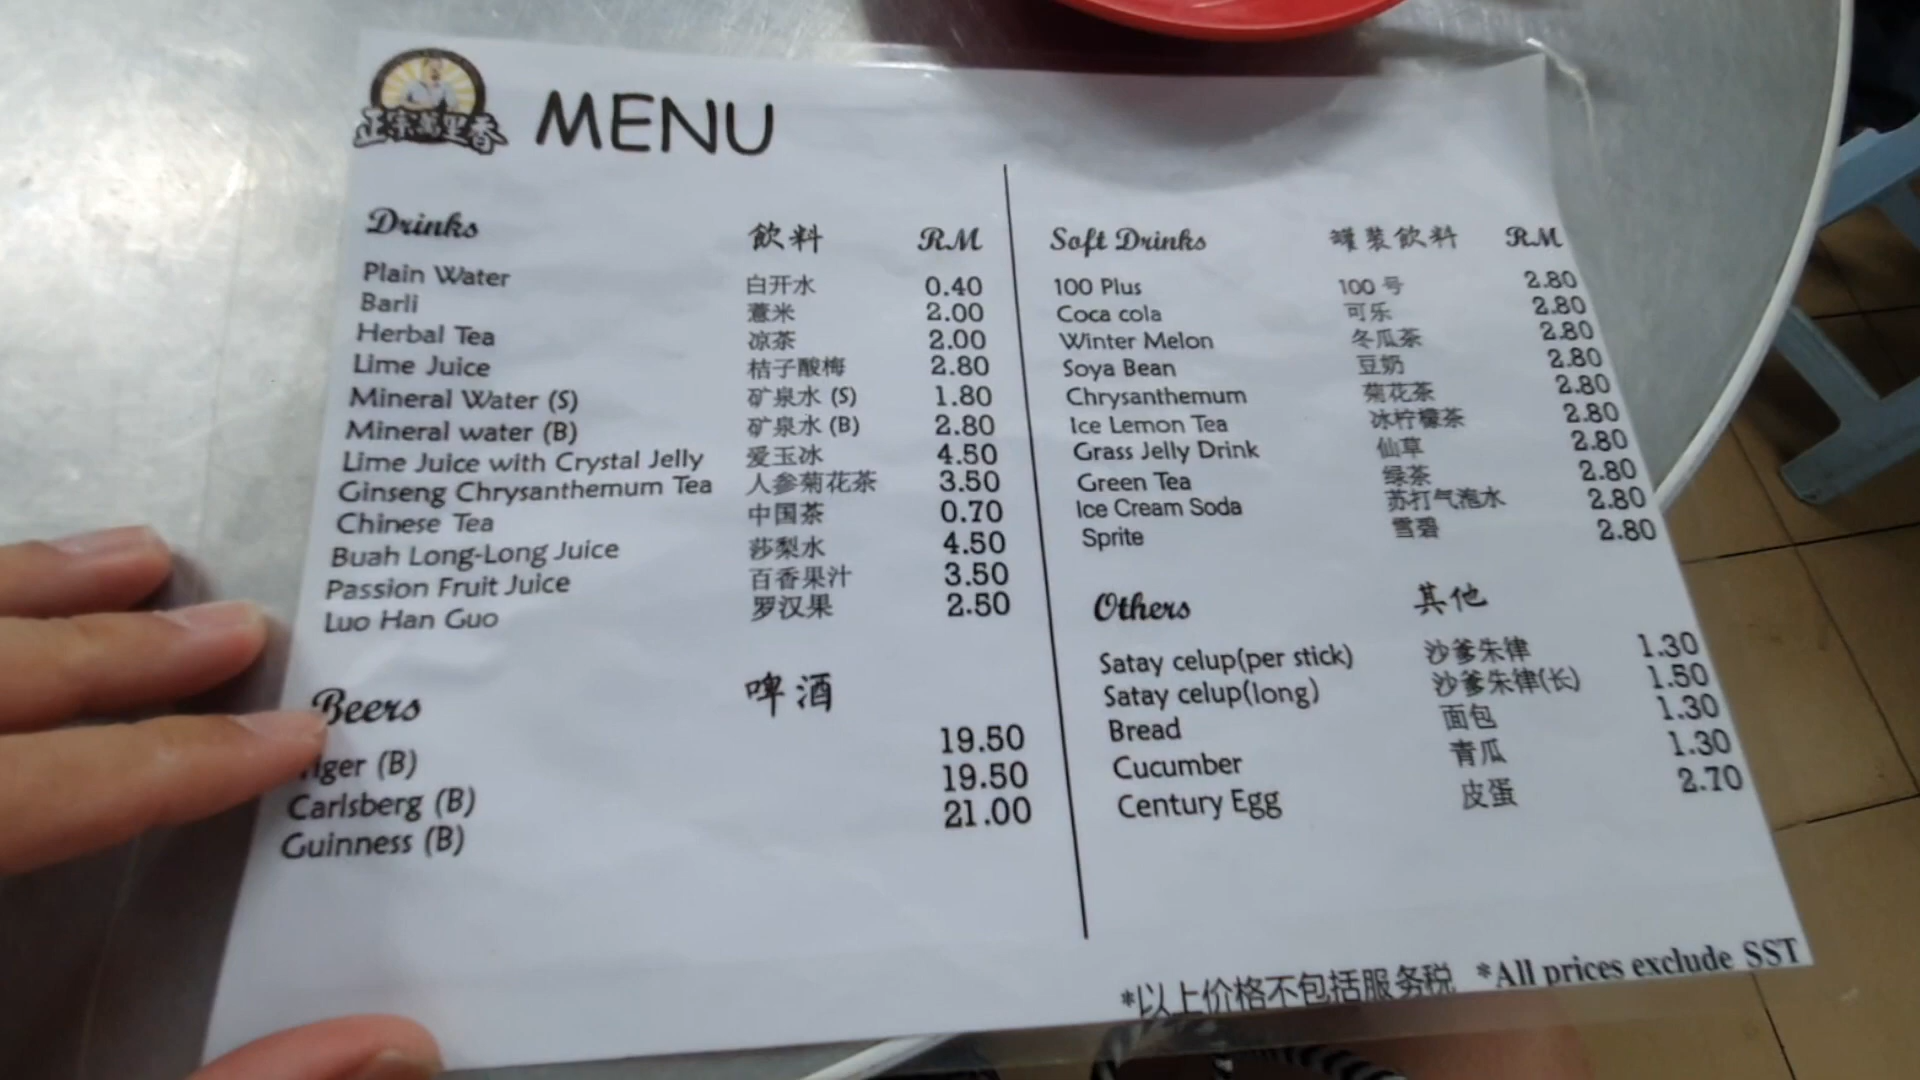 正宗萬里香
MENU
Drinks 飲料 RM
Plain Water 白开水 0.40
Barli 薏米 2.00
Herbal Tea 凉茶 2.00
Lime Juice 桔子酸梅 2.80
Mineral Water (S) 矿泉水 (S) 1.80
Mineral water (B) 矿泉水 (B) 2.80
Lime Juice with Crystal Jelly 爱玉冰 4.50
Ginseng Chrysanthemum Tea 人参菊花茶 3.50
Chinese Tea 中国茶 0.70
Buah Long-Long Juice 莎梨水 4.50
Passion Fruit Juice 百香果汁 3.50
Luo Han Guo 罗汉果 2.50
Beers 啤酒
Tiger (B) 19.50
Carlsberg (B) 19.50
Guinness (B) 21.00
Soft Drinks 罐装飲料 RM
100 Plus 100 号 2.80
Coca cola 可乐 2.80
Winter Melon 冬瓜茶 2.80
Soya Bean 豆奶 2.80
Chrysanthemum 菊花茶 2.80
Ice Lemon Tea 冰柠檬茶 2.80
Grass Jelly Drink 仙草 2.80
Green Tea 绿茶 2.80
Ice Cream Soda 苏打气泡水 2.80
Sprite 雪碧 2.80
Others 其他
Satay celup(per stick) 沙爹朱律 1.30
Satay celup(long) 沙爹朱律(长) 1.50
Bread 面包 1.30
Cucumber 青瓜 1.30
Century Egg 皮蛋 2.70
*以上价格不包括服务税 *All prices exclude SST